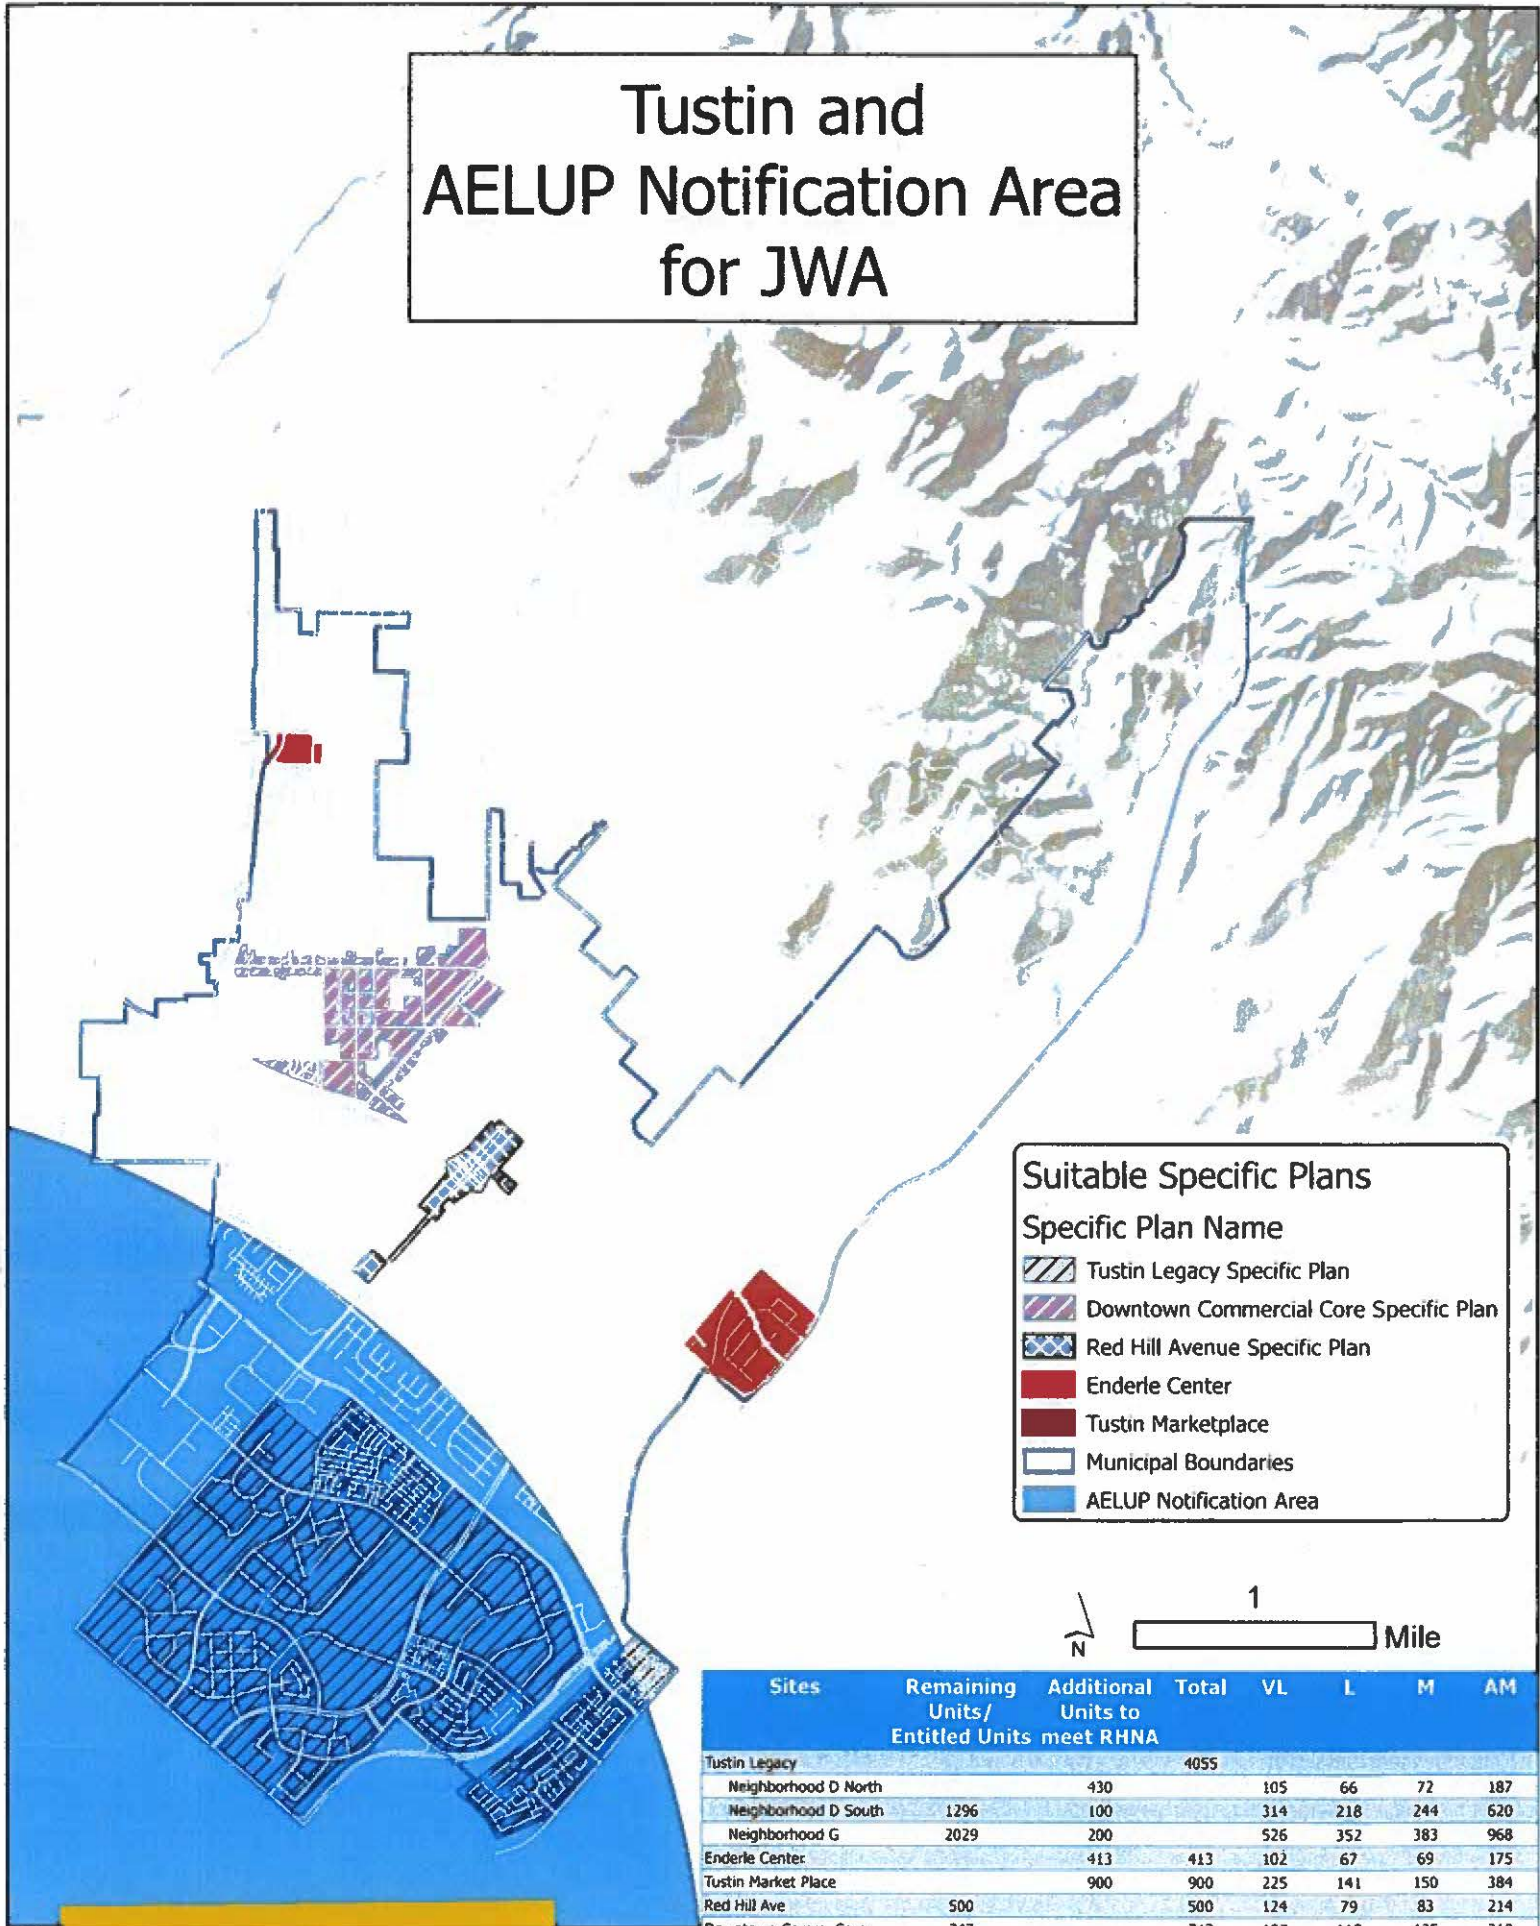 Tustin and
AELUP Notification Area
for JWA
Suitable Specific Plans
Specific Plan Name
Tustin Legacy Specific Plan
Downtown Commercial Core Specific Plan
Red Hill Avenue Specific Plan
Enderle Center
Tustin Marketplace
Municipal Boundaries
AELUP Notification Area
1
Mile
N
Sites Remaining Additional Total VL L M AM
Units/ Units to
Entitled Units meet RHNA
Tustin Legacy 4055
Neighborhood D North 430 105 66 72 187
Neighborhood D South 1296 100 314 218 244 620
Neighborhood G 2029 200 526 352 383 968
Enderle Center 413 413 102 67 69 175
Tustin Market Place 900 900 225 141 150 384
Red Hill Ave 500 500 124 79 83 214